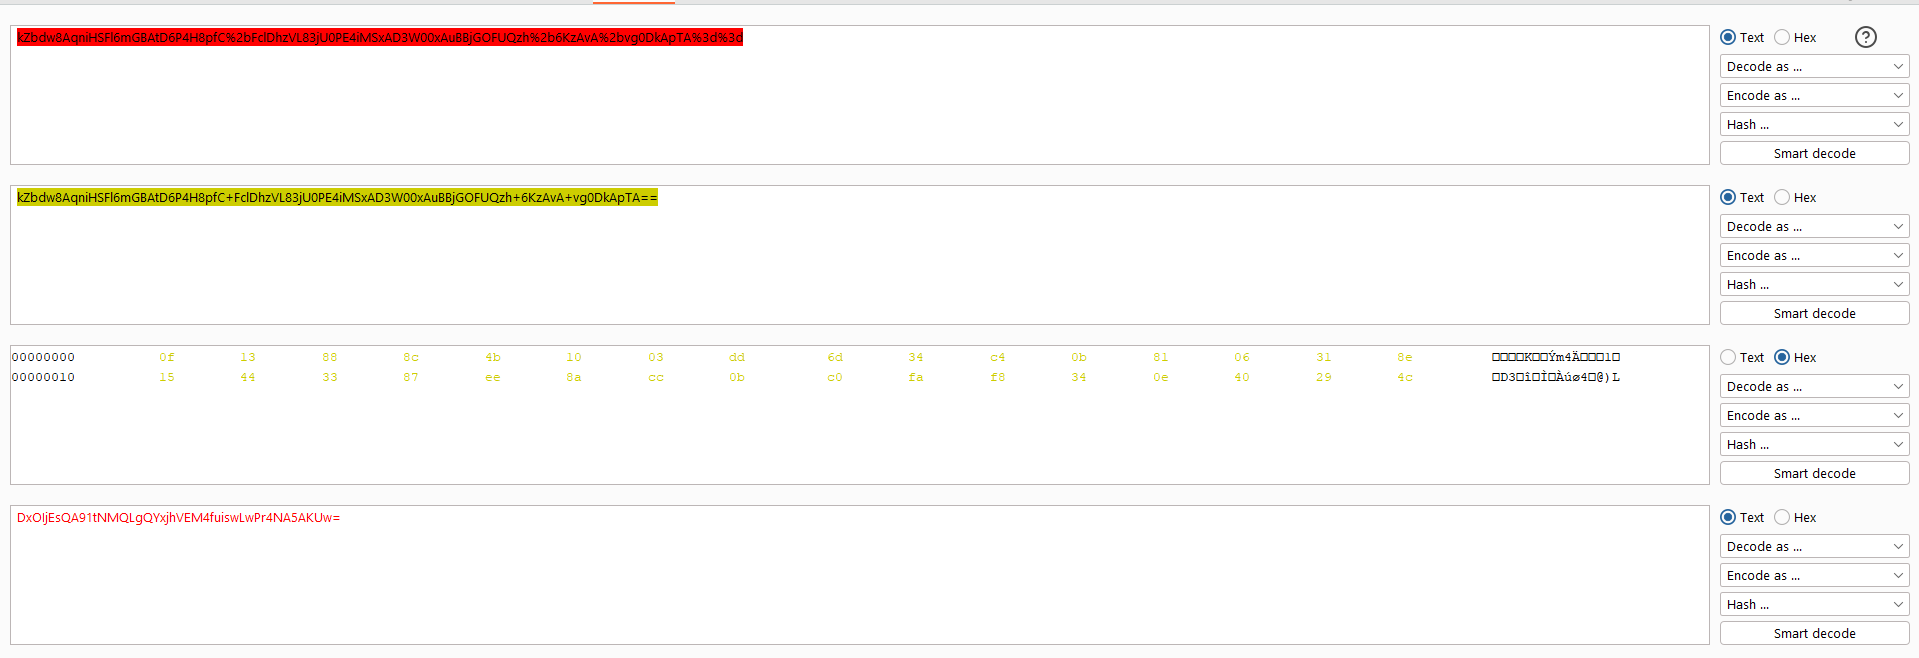 kZbdw8AqniHSFl6mGBAtD6P4H8pfC%2bFclDhzVL83jU0PE4iMSxAD3W00xAuBBjGOFUQzh%2b6KzAvA%2bvg0DkApTA%3d%3d
Text Hex ?
Decode as ...
Encode as ...
Hash ...
Smart decode
kZbdw8AqniHSFl6mGBAtD6P4H8pfC+FclDhzVL83jU0PE4iMSxAD3W00xAuBBjGOFUQzh+6KzAvA+vg0DkApTA==
Text Hex
Decode as ...
Encode as ...
Hash ...
Smart decode
00000000 0f 13 88 8c 4b 10 03 dd 6d 34 c4 0b 81 06 31 8e □□□□K□□Ým4Ä□□□1□
00000010 15 44 33 87 ee 8a cc 0b c0 fa f8 34 0e 40 29 4c □D3□î□Ì□Àúø4□@)L
Text Hex
Decode as ...
Encode as ...
Hash ...
Smart decode
DxOIjEsQA91tNMQLgQYxjhVEM4fuiswLwPr4NA5AKUw=
Text Hex
Decode as ...
Encode as ...
Hash ...
Smart decode